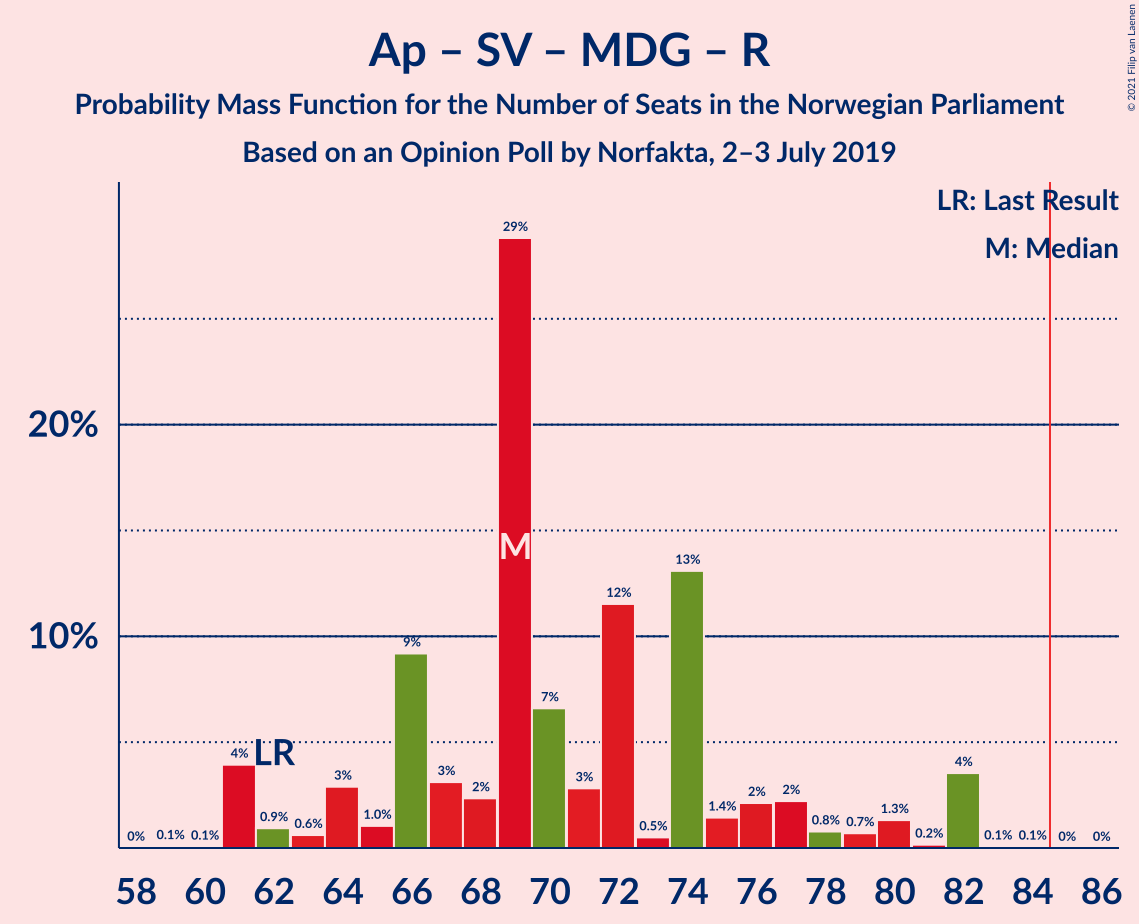 Ap – SV – MDG – R
Probability Mass Function for the Number of Seats in the Norwegian Parliament
Based on an Opinion Poll by Norfakta, 2–3 July 2019
© 2021 Filip van Laenen
LR: Last Result
M: Median
20%
10%
0% 0.1% 0.1% 4% 0.9% 0.6% 3% 1.0% 9% 3% 2% 29% 7% 3% 12% 0.5% 13% 1.4% 2% 2% 0.8% 0.7% 1.3% 0.2% 4% 0.1% 0.1% 0% 0%
LR
M
58 60 62 64 66 68 70 72 74 76 78 80 82 84 86